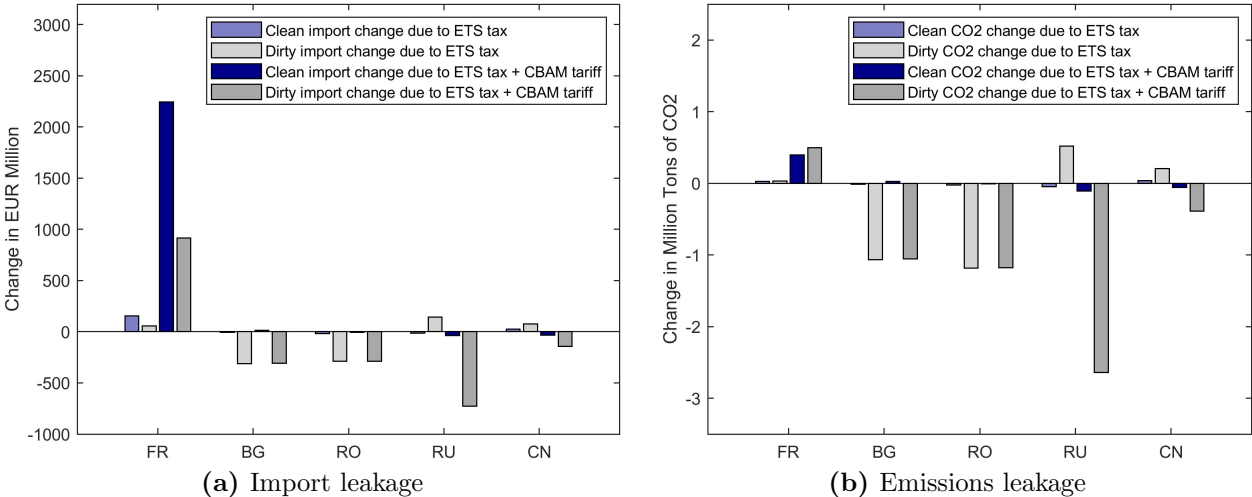 Change in EUR Million
3000
2500
2000
1500
1000
500
0
-500
-1000
Clean import change due to ETS tax
Dirty import change due to ETS tax
Clean import change due to ETS tax + CBAM tariff
Dirty import change due to ETS tax + CBAM tariff
FR BG RO RU CN
(a) Import leakage
Change in Million Tons of CO2
2
1
0
-1
-2
-3
Clean CO2 change due to ETS tax
Dirty CO2 change due to ETS tax
Clean CO2 change due to ETS tax + CBAM tariff
Dirty CO2 change due to ETS tax + CBAM tariff
FR BG RO RU CN
(b) Emissions leakage